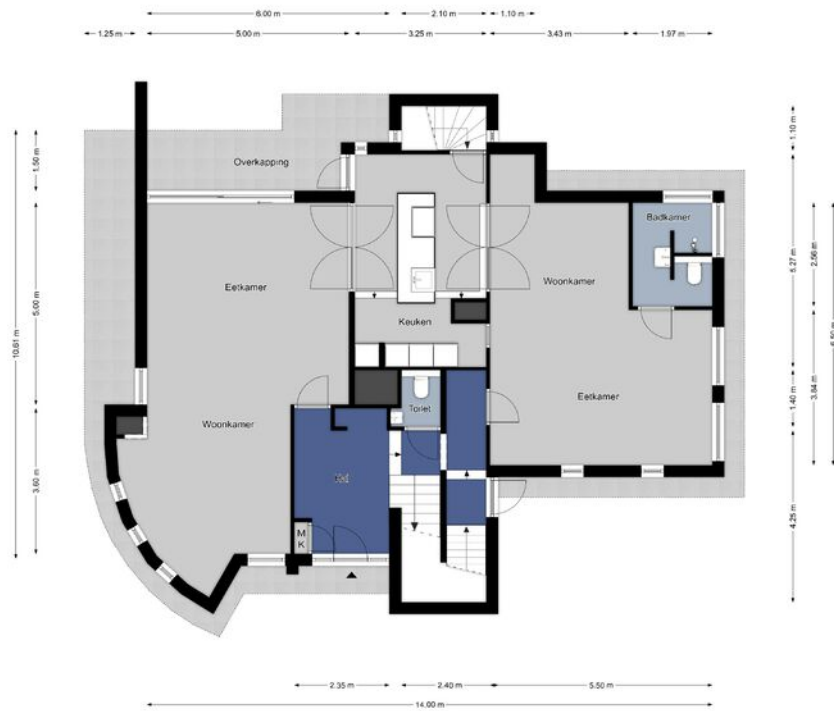 6.00 m
2.10 m
1.10 m
1.25 m
5.00 m
3.25 m
3.43 m
1.97 m
1.10 m
1.50 m
Overkapping
Badkamer
Eetkamer
Woonkamer
5.27 m
2.56 m
5.00 m
Keuken
10.61 m
6.50 m
Woonkamer
Eetkamer
Toilet
1.40 m
3.84 m
3.60 m
Hal
4.25 m
M
K
2.35 m
2.40 m
5.50 m
14.00 m